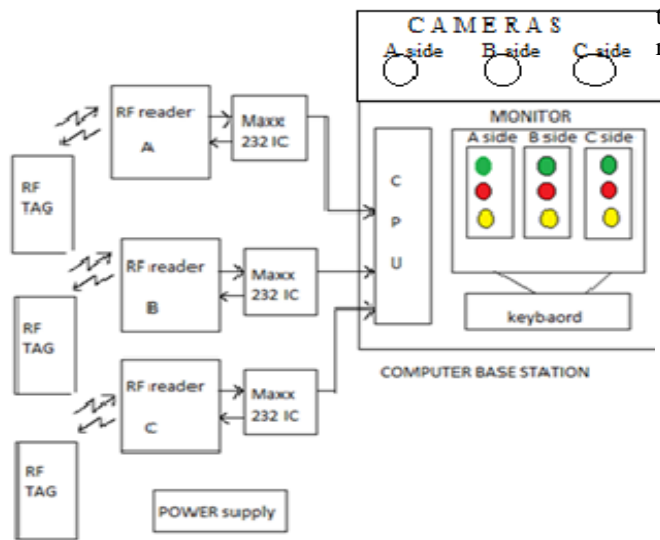 C A M E R A S
A side B side C side
MONITOR
A side B side C side
C
P
U
keybaord
COMPUTER BASE STATION
RF reader
A
Maxx
232 IC
RF
TAG
RF reader
B
Maxx
232 IC
RF
TAG
RF reader
C
Maxx
232 IC
RF
TAG
POWER supply